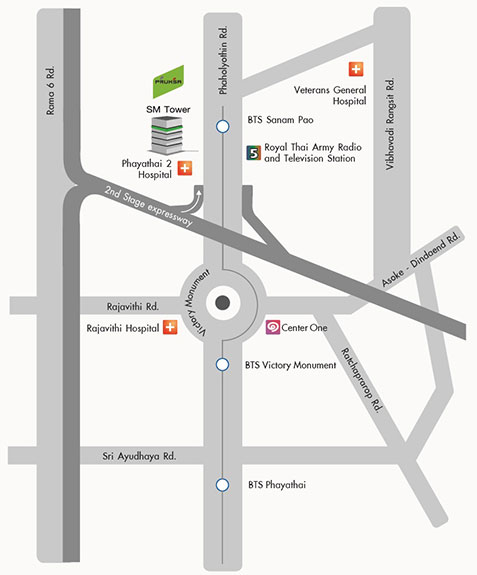 Rama 6 Rd.
Phaholyothin Rd.
Vibhavadi Rangsit Rd.
PRUKSA
SM Tower
Veterans General
Hospital
BTS Sanam Pao
5
Royal Thai Army Radio
and Television Station
Phayathai 2
Hospital
2nd Stage expressway
Asoke - Dindaend Rd.
Victory Monument
Rajavithi Rd.
Rajavithi Hospital
Center One
BTS Victory Monument
Ratchaprarop Rd.
Sri Ayudhaya Rd.
BTS Phayathai